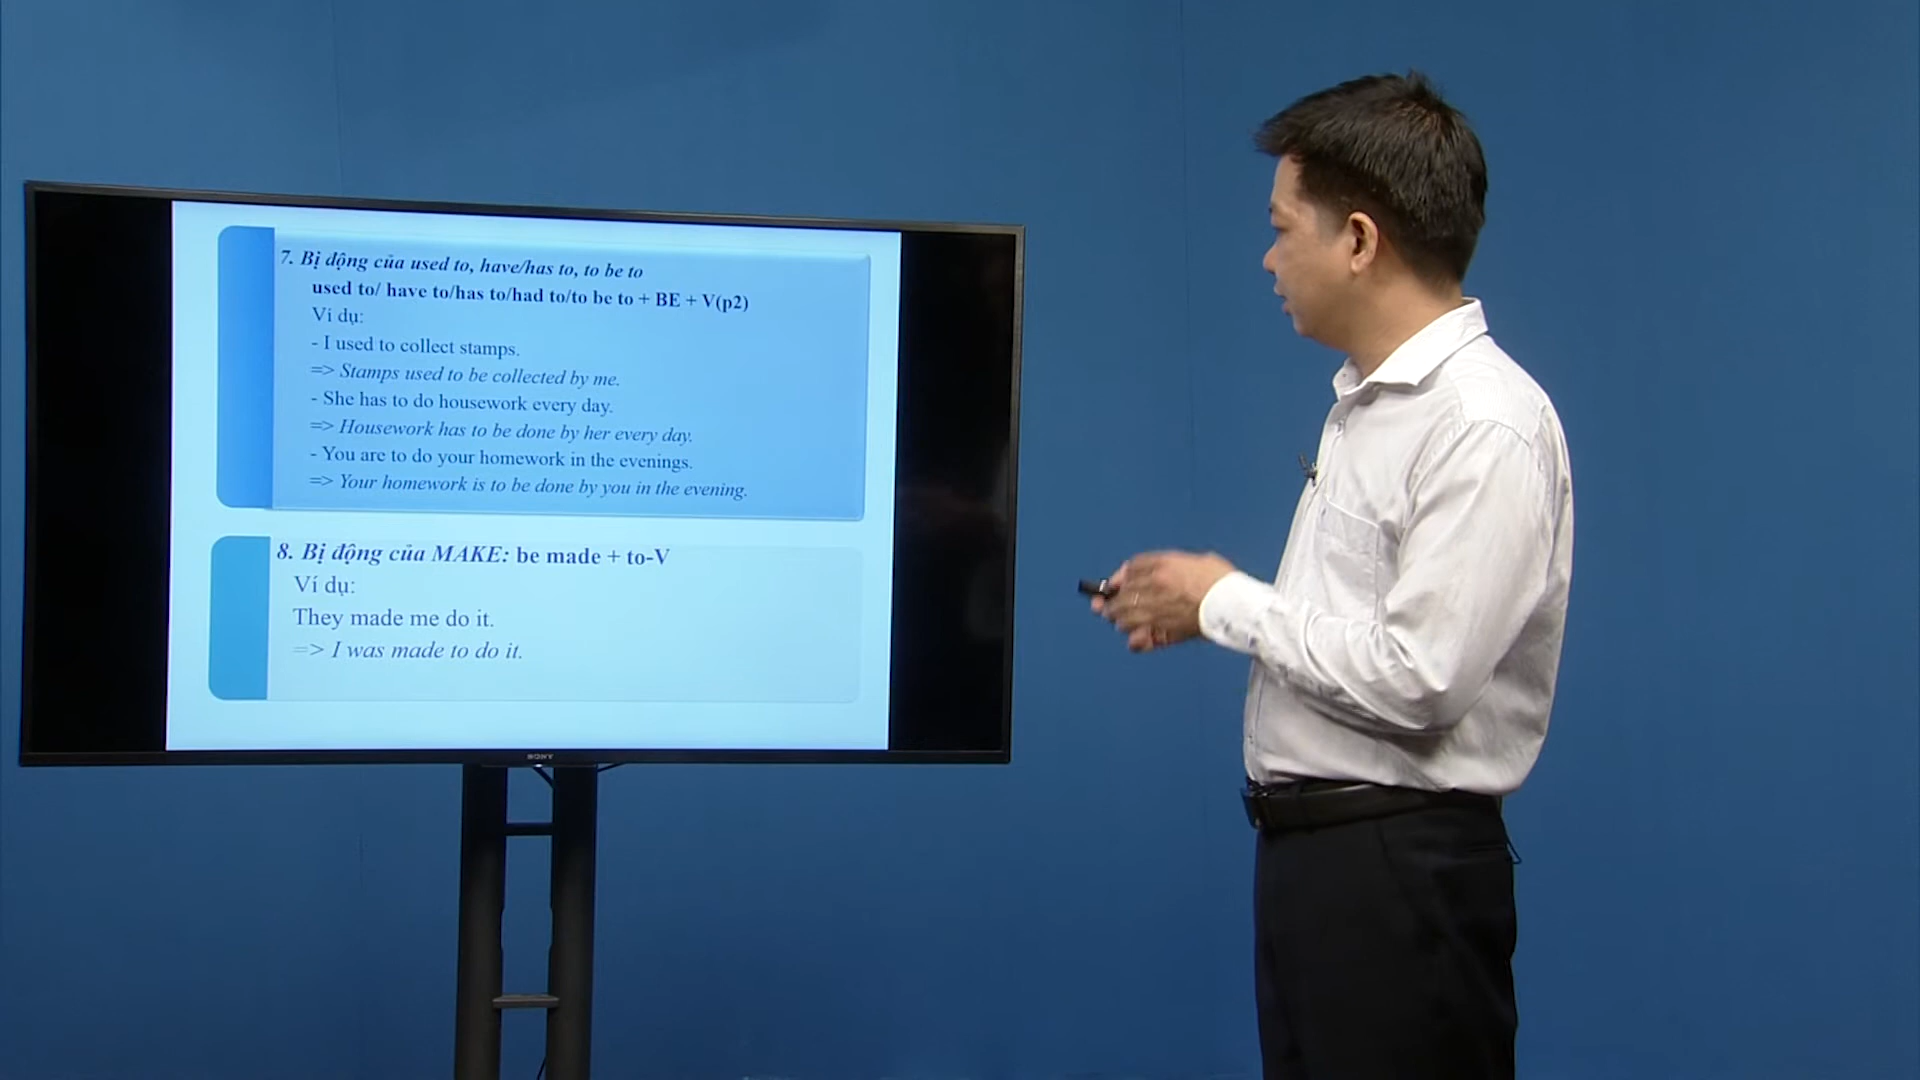 7. Bị động của used to, have/has to, to be to
used to/ have to/has to/had to/to be to + BE + V(p2)
Ví dụ:
- I used to collect stamps.
=> Stamps used to be collected by me.
- She has to do housework every day.
=> Housework has to be done by her every day.
- You are to do your homework in the evenings.
=> Your homework is to be done by you in the evening.
8. Bị động của MAKE: be made + to-V
Ví dụ:
They made me do it.
=> I was made to do it.
SONY